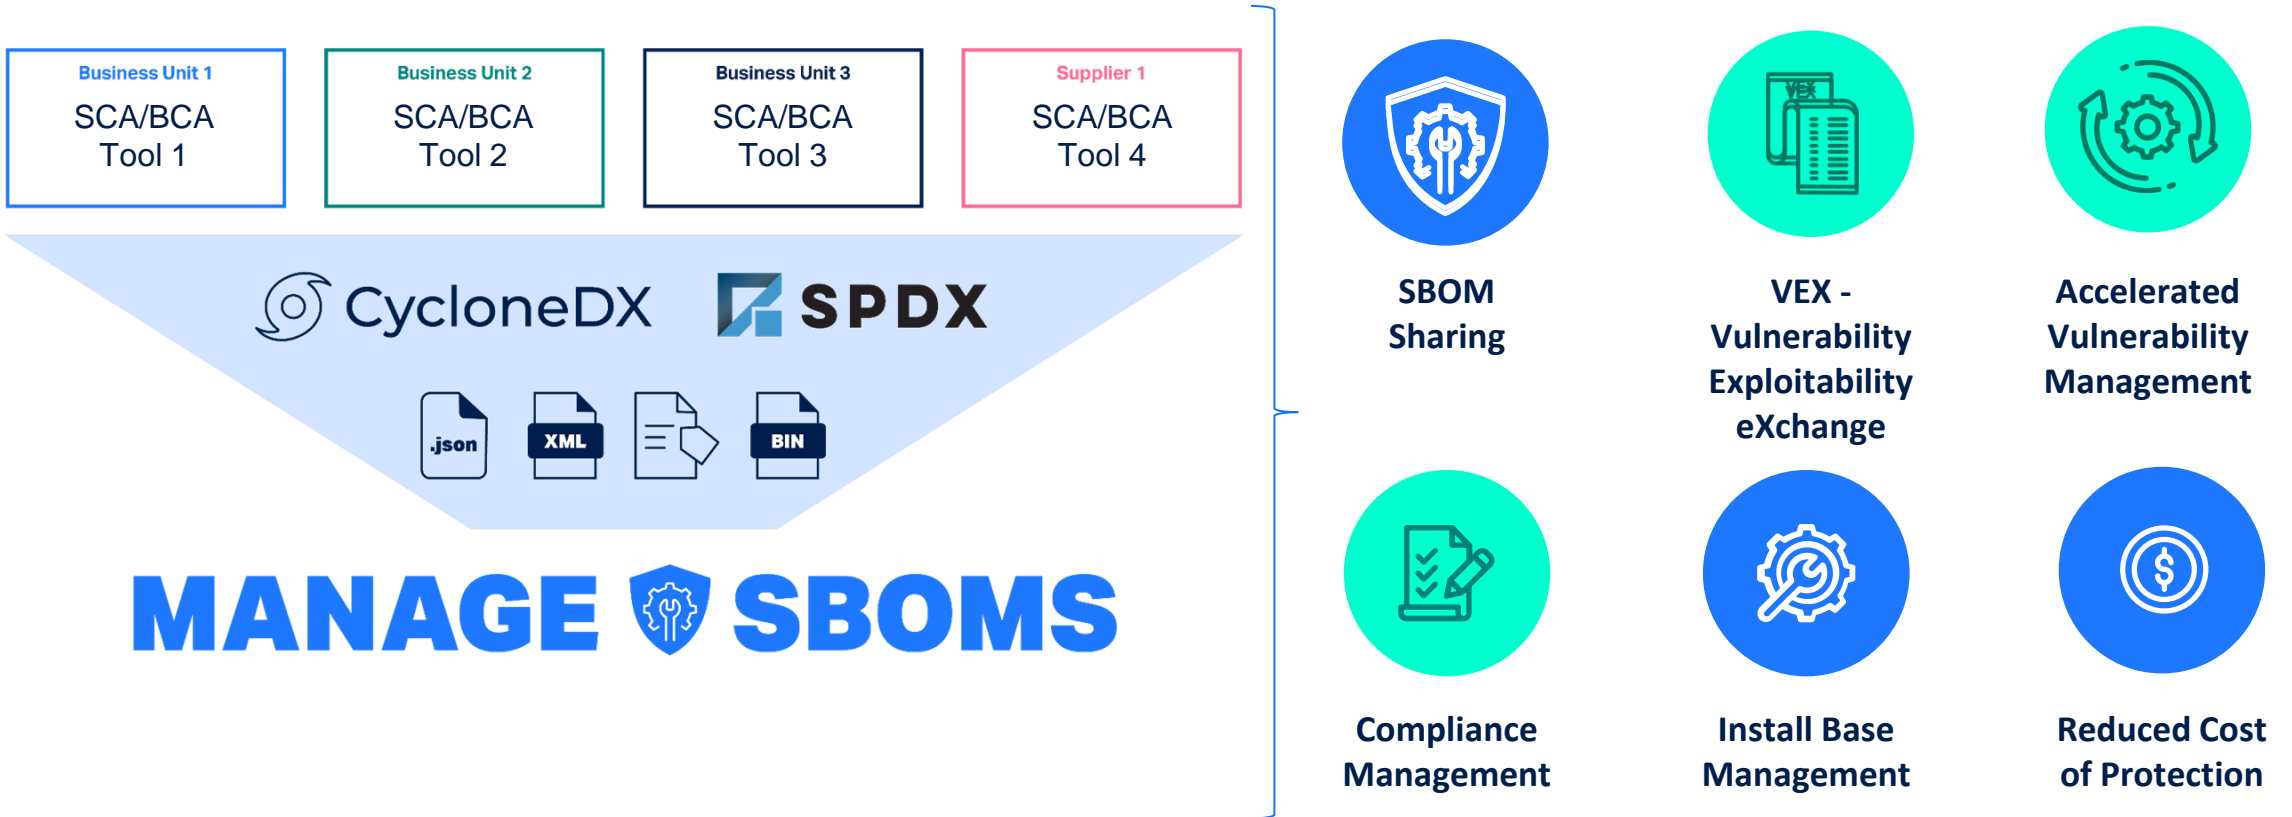 Business Unit 1
SCA/BCA
Tool 1
Business Unit 2
SCA/BCA
Tool 2
Business Unit 3
SCA/BCA
Tool 3
Supplier 1
SCA/BCA
Tool 4
CycloneDX
SPDX
.json
XML
BIN
MANAGE SBOMS
SBOM
Sharing
VEX
VEX -
Vulnerability
Exploitability
eXchange
Accelerated
Vulnerability
Management
Compliance
Management
Install Base
Management
$
Reduced Cost
of Protection